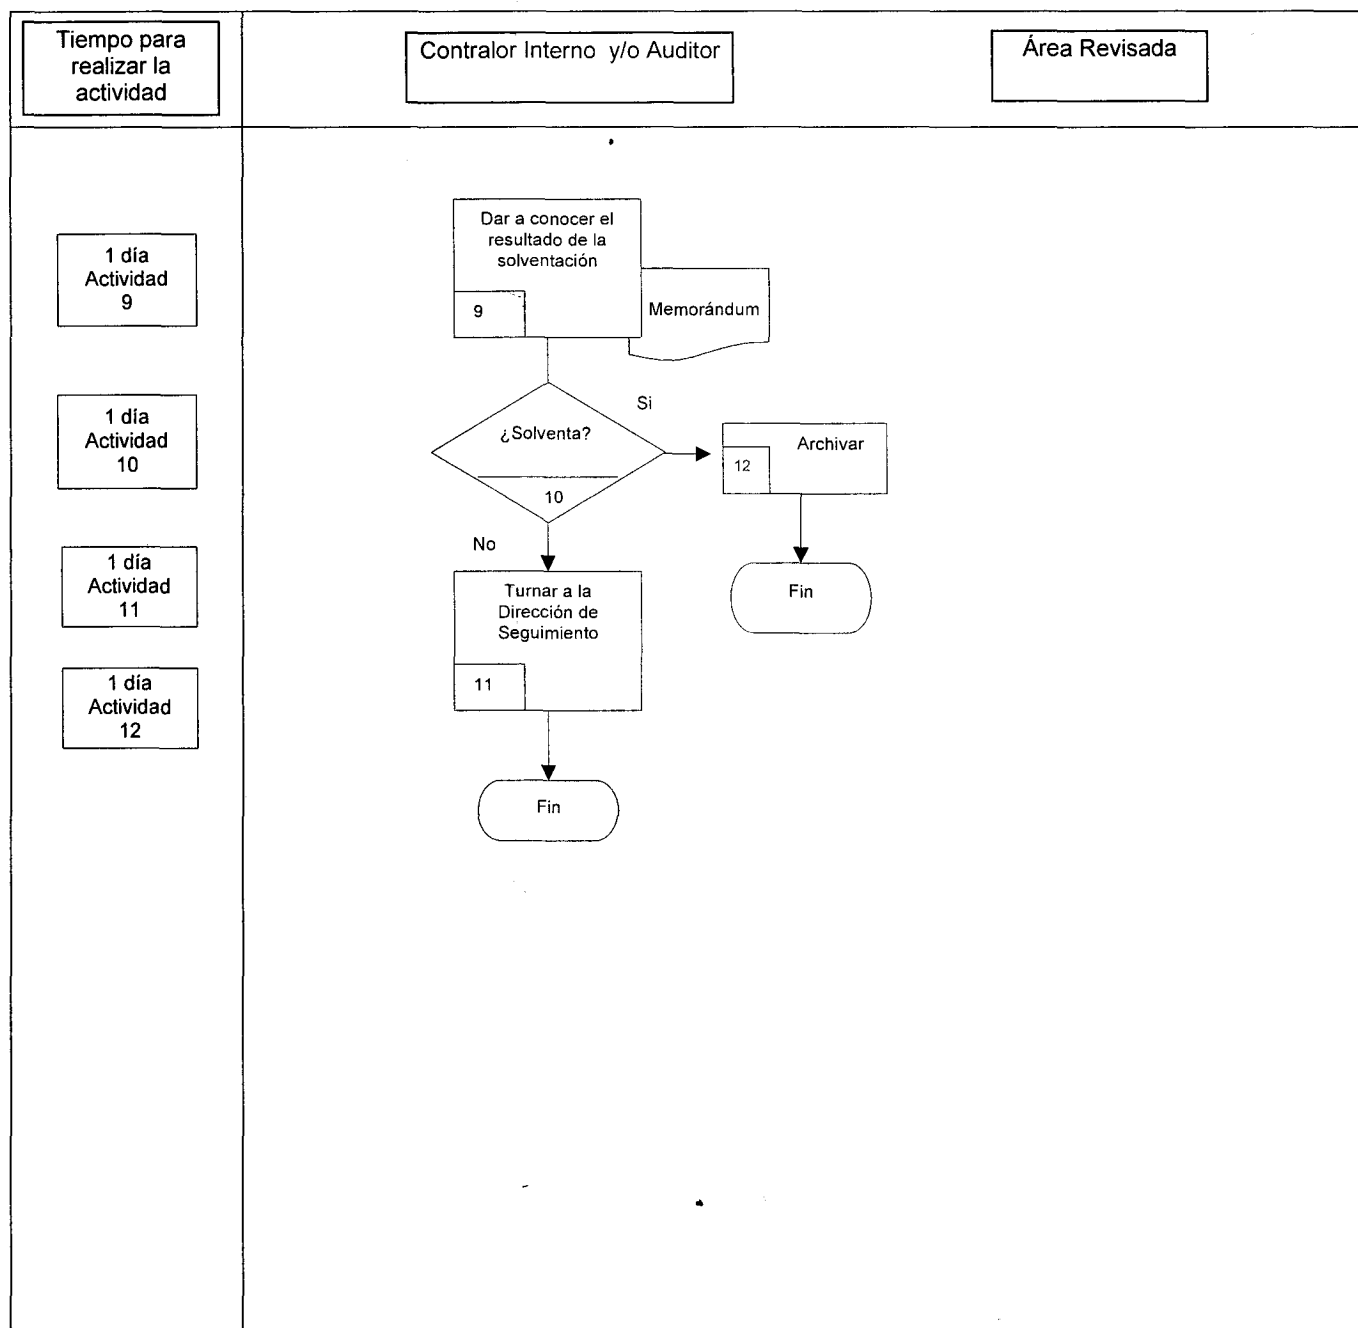 Tiempo para
realizar la
actividad
Contralor Interno y/o Auditor
Área Revisada
1 día
Actividad
9
Dar a conocer el
resultado de la
solventación
9
Memorándum
1 día
Actividad
10
¿Solventa?
10
Si
12
Archivar
Fin
No
1 día
Actividad
11
Turnar a la
Dirección de
Seguimiento
11
1 día
Actividad
12
Fin